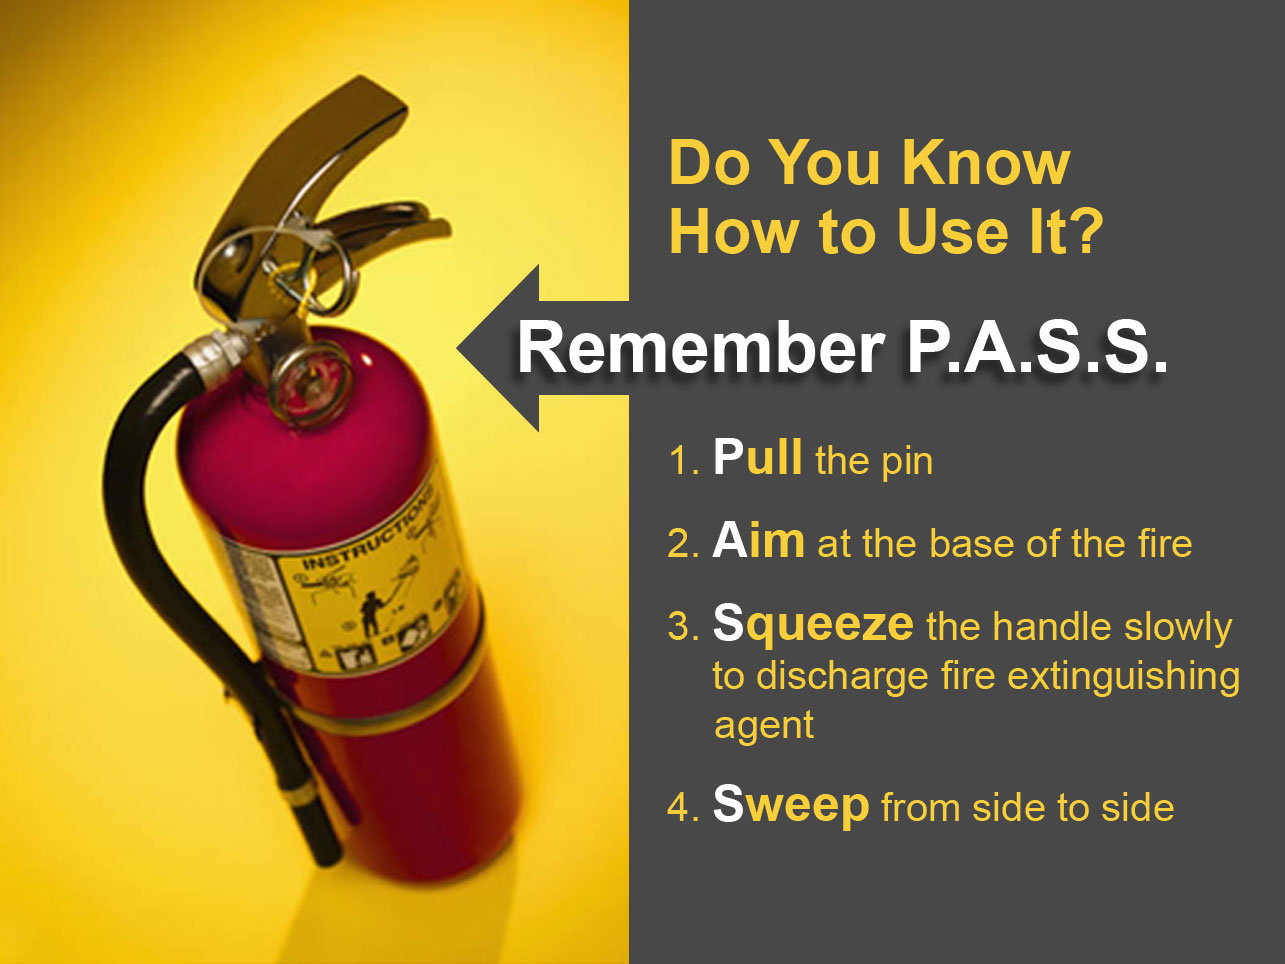 Do You Know
How to Use It?
Remember P.A.S.S.
1. Pull the pin
2. Aim at the base of the fire
3. Squeeze the handle slowly
to discharge fire extinguishing
agent
4. Sweep from side to side
INSTRUCTIONS